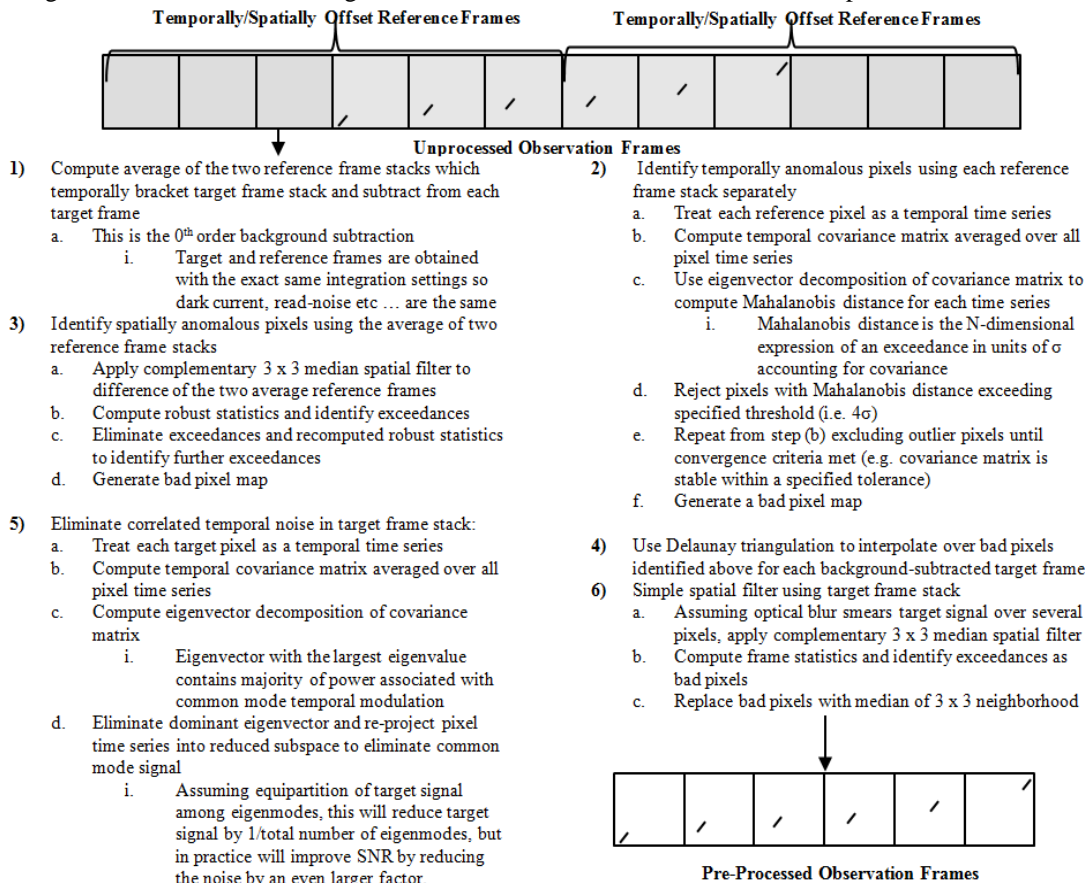 Temporally/Spatially Offset Reference Frames
Temporally/Spatially Offset Reference Frames
Unprocessed Observation Frames
1) Compute average of the two reference frame stacks which
temporally bracket target frame stack and subtract from each
target frame
a. This is the 0th order background subtraction
i. Target and reference frames are obtained
with the exact same integration settings so
dark current, read-noise etc … are the same
2) Identify temporally anomalous pixels using each reference
frame stack separately
a. Treat each reference pixel as a temporal time series
b. Compute temporal covariance matrix averaged over all
pixel time series
c. Use eigenvector decomposition of covariance matrix to
compute Mahalanobis distance for each time series
i. Mahalanobis distance is the N-dimensional
expression of an exceedance in units of σ
accounting for covariance
d. Reject pixels with Mahalanobis distance exceeding
specified threshold (i.e. 4σ)
e. Repeat from step (b) excluding outlier pixels until
convergence criteria met (e.g. covariance matrix is
stable within a specified tolerance)
f. Generate a bad pixel map
3) Identify spatially anomalous pixels using the average of two
reference frame stacks
a. Apply complementary 3 x 3 median spatial filter to
difference of the two average reference frames
b. Compute robust statistics and identify exceedances
c. Eliminate exceedances and recomputed robust statistics
to identify further exceedances
d. Generate bad pixel map
4) Use Delaunay triangulation to interpolate over bad pixels
identified above for each background-subtracted target frame
5) Eliminate correlated temporal noise in target frame stack:
a. Treat each target pixel as a temporal time series
b. Compute temporal covariance matrix averaged over all
pixel time series
c. Compute eigenvector decomposition of covariance
matrix
i. Eigenvector with the largest eigenvalue
contains majority of power associated with
common mode temporal modulation
d. Eliminate dominant eigenvector and re-project pixel
time series into reduced subspace to eliminate common
mode signal
i. Assuming equipartition of target signal
among eigenmodes, this will reduce target
signal by 1/total number of eigenmodes, but
in practice will improve SNR by reducing
the noise by an even larger factor.
6) Simple spatial filter using target frame stack
a. Assuming optical blur smears target signal over several
pixels, apply complementary 3 x 3 median spatial filter
b. Compute frame statistics and identify exceedances as
bad pixels
c. Replace bad pixels with median of 3 x 3 neighborhood
Pre-Processed Observation Frames